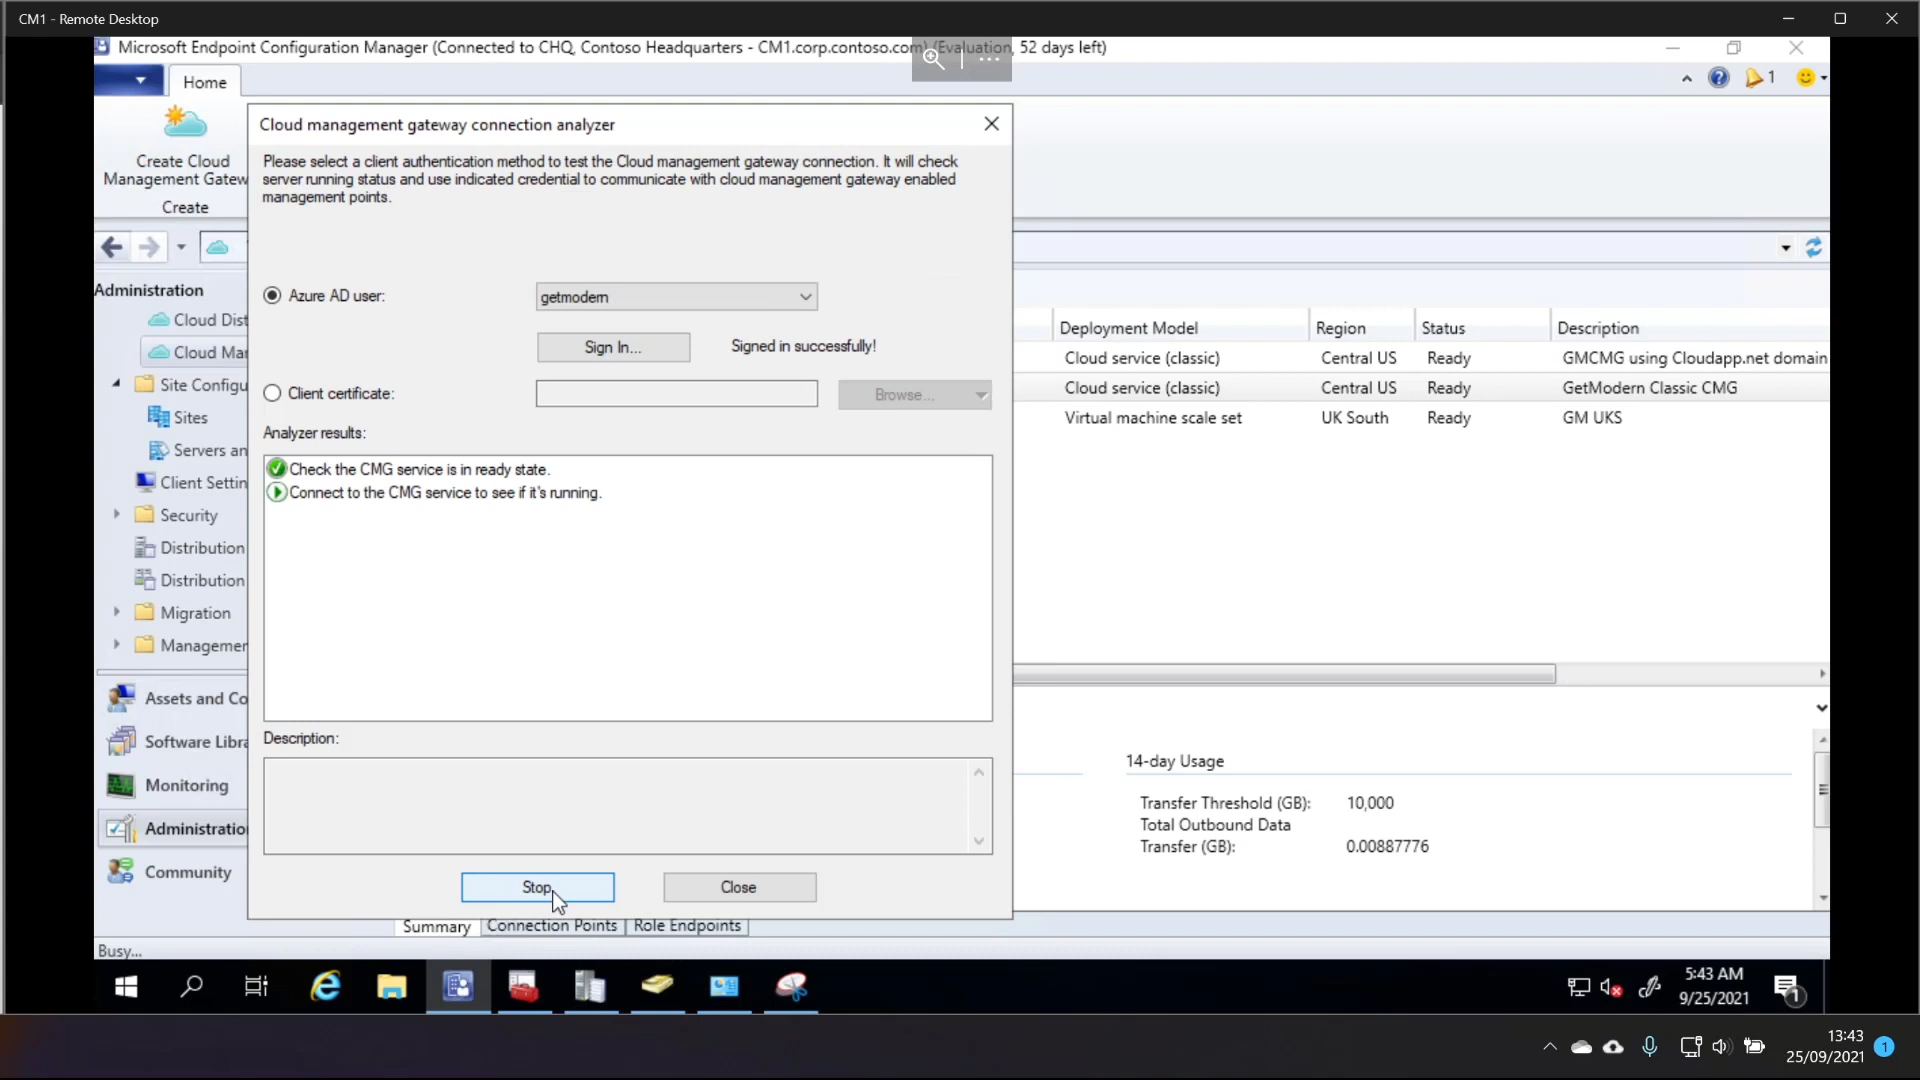 CM1 - Remote Desktop
Microsoft Endpoint Configuration Manager (Connected to CHQ, Contoso Headquarters - CM1.corp.contoso.com) (Evaluation, 52 days left)
Home
1
Create Cloud
Management Gatew
Create
Cloud management gateway connection analyzer
Please select a client authentication method to test the Cloud management gateway connection. It will check
server running status and use indicated credential to communicate with cloud management gateway enabled
management points.
Azure AD user:
getmodern
Sign In...
Signed in successfully!
Client certificate:
Browse...
Analyzer results:
Check the CMG service is in ready state.
Connect to the CMG service to see if it's running.
Description:
Stop
Close
Administration
Cloud Dist
Cloud Mar
Site Configu
Sites
Servers an
Client Settin
Security
Distribution
Distribution
Migration
Managemer
Assets and Co
Software Libra
Monitoring
Administratio
Community
Deployment Model
Region
Status
Description
Cloud service (classic)
Central US
Ready
GMCMG using Cloudapp.net domain
Cloud service (classic)
Central US
Ready
GetModern Classic CMG
Virtual machine scale set
UK South
Ready
GM UKS
14-day Usage
Transfer Threshold (GB):
10,000
Total Outbound Data
Transfer (GB):
0.00887776
Summary
Connection Points
Role Endpoints
Busy...
5:43 AM
9/25/2021
1
13:43
25/09/2021
1